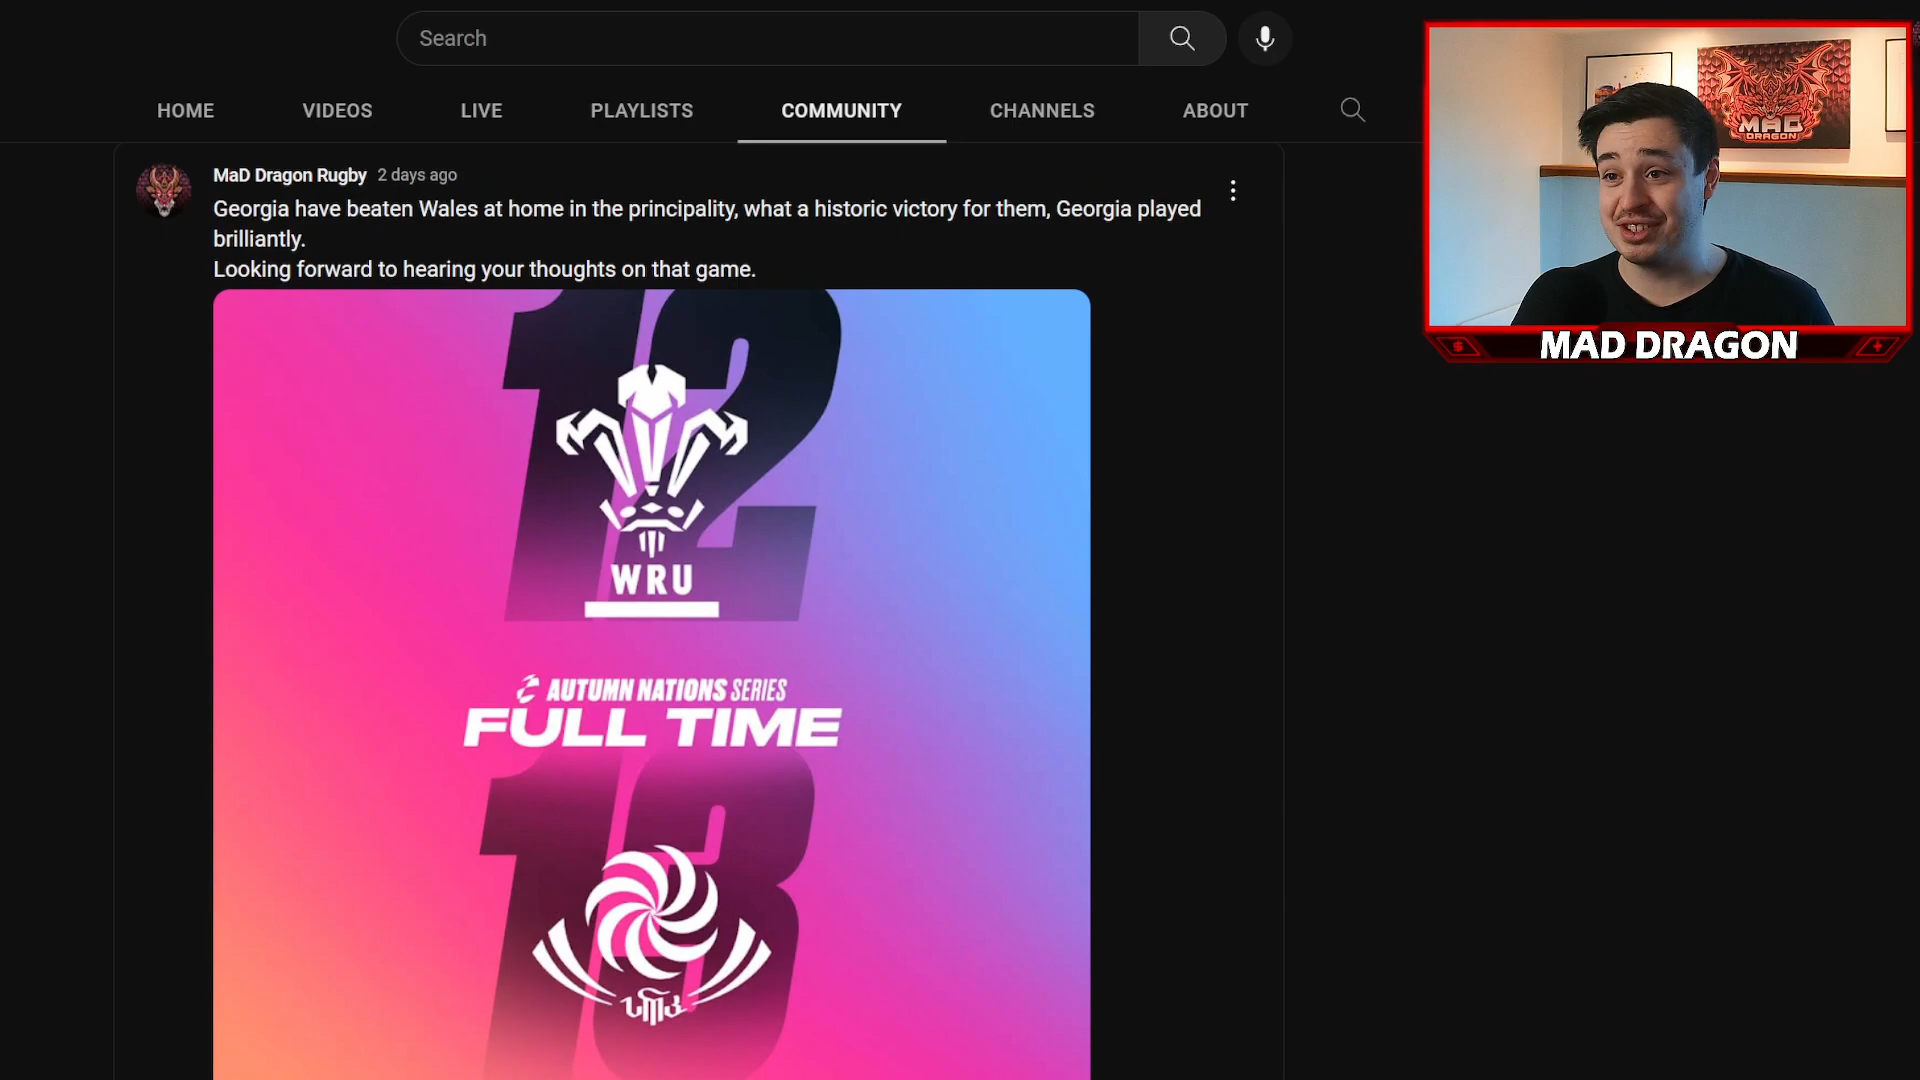 Search
HOME
VIDEOS
LIVE
PLAYLISTS
COMMUNITY
CHANNELS
ABOUT
MaD Dragon Rugby 2 days ago
Georgia have beaten Wales at home in the principality, what a historic victory for them, Georgia played
brilliantly.
Looking forward to hearing your thoughts on that game.
12
WRU
AUTUMN NATIONS SERIES
FULL TIME
13
MAD
DRAGON
MAD DRAGON